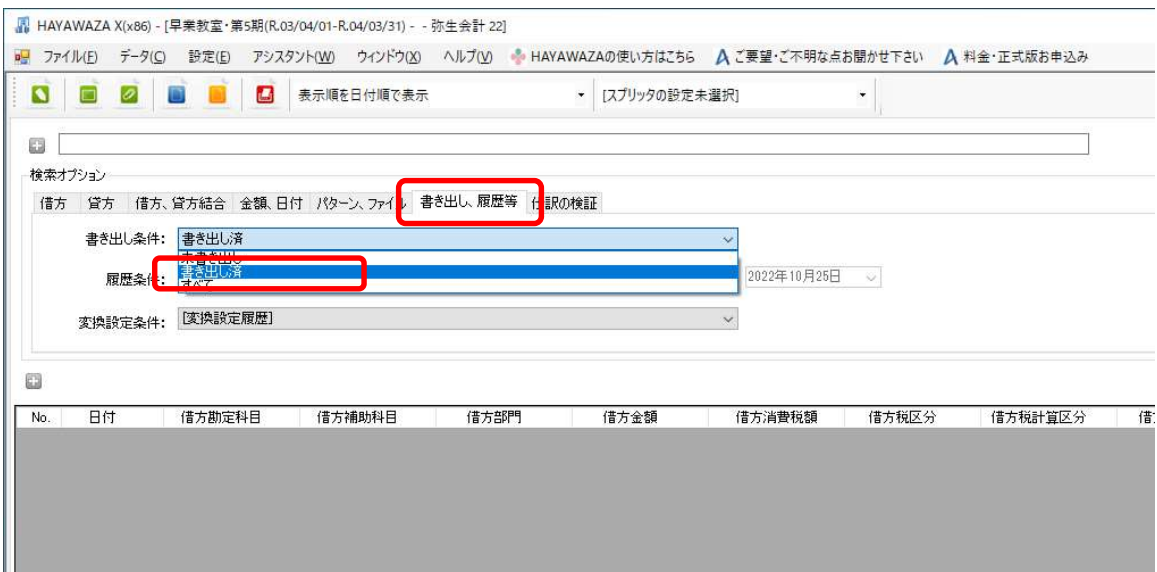 HAYAWAZA X(x86) - [早業教室・第5期(R.03/04/01-R.04/03/31) - - 弥生会計 22]
ファイル(F) データ(C) 設定(E) アシスタント(W) ウィンドウ(X) ヘルプ(V) HAYAWAZAの使い方はこちら ご要望・ご不明な点お聞かせ下さい 料金・正式版お申込み
表示順を日付順で表示 [スプリッタの設定未選択]
検索オプション
借方 貸方 借方、貸方結合 金額、日付 パターン、ファイル 書き出し、履歴等 仕訳の検証
書き出し条件: 書き出し済
未書き出し
履歴条件: 書き出し済 2022年10月25日
すべて
変換設定条件: [変換設定履歴]
No. 日付 借方勘定科目 借方補助科目 借方部門 借方金額 借方消費税額 借方税区分 借方税計算区分 借